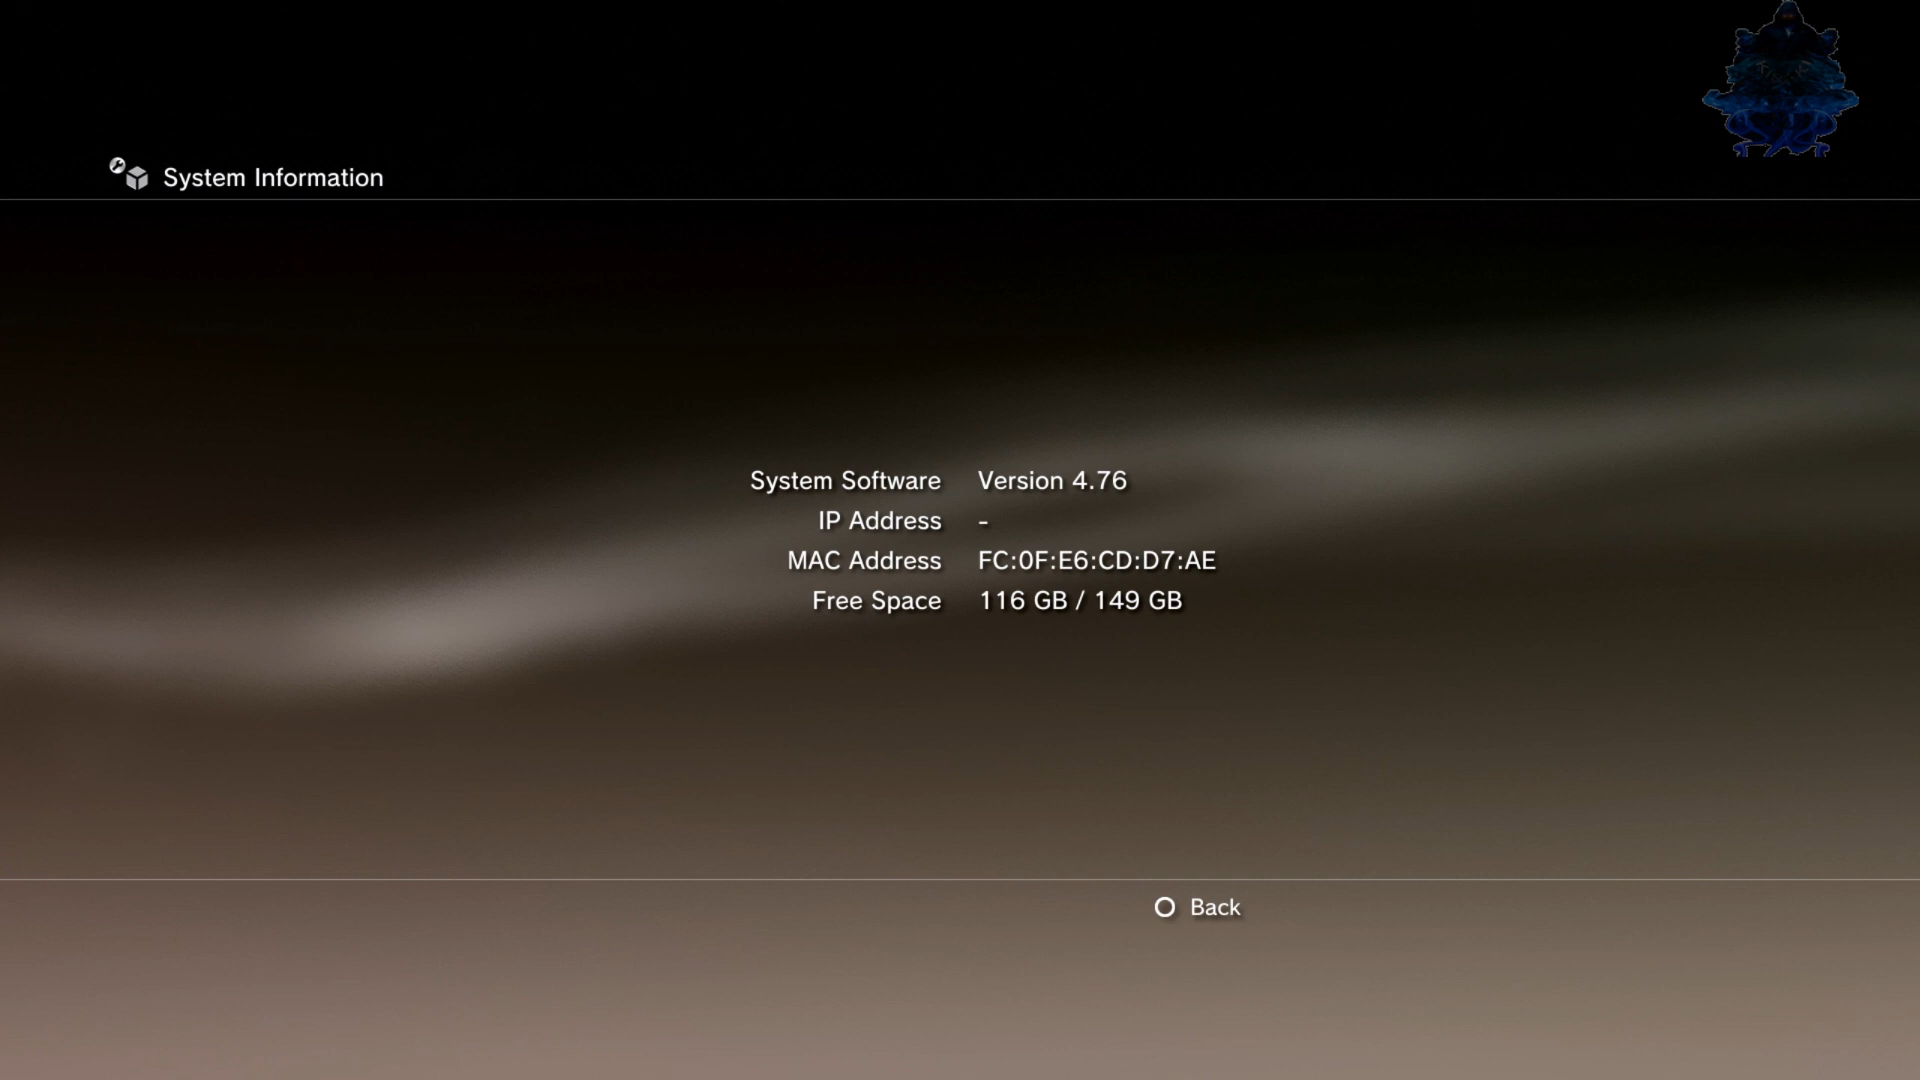 System Information
System Software Version 4.76
IP Address -
MAC Address FC:0F:E6:CD:D7:AE
Free Space 116 GB / 149 GB
Back